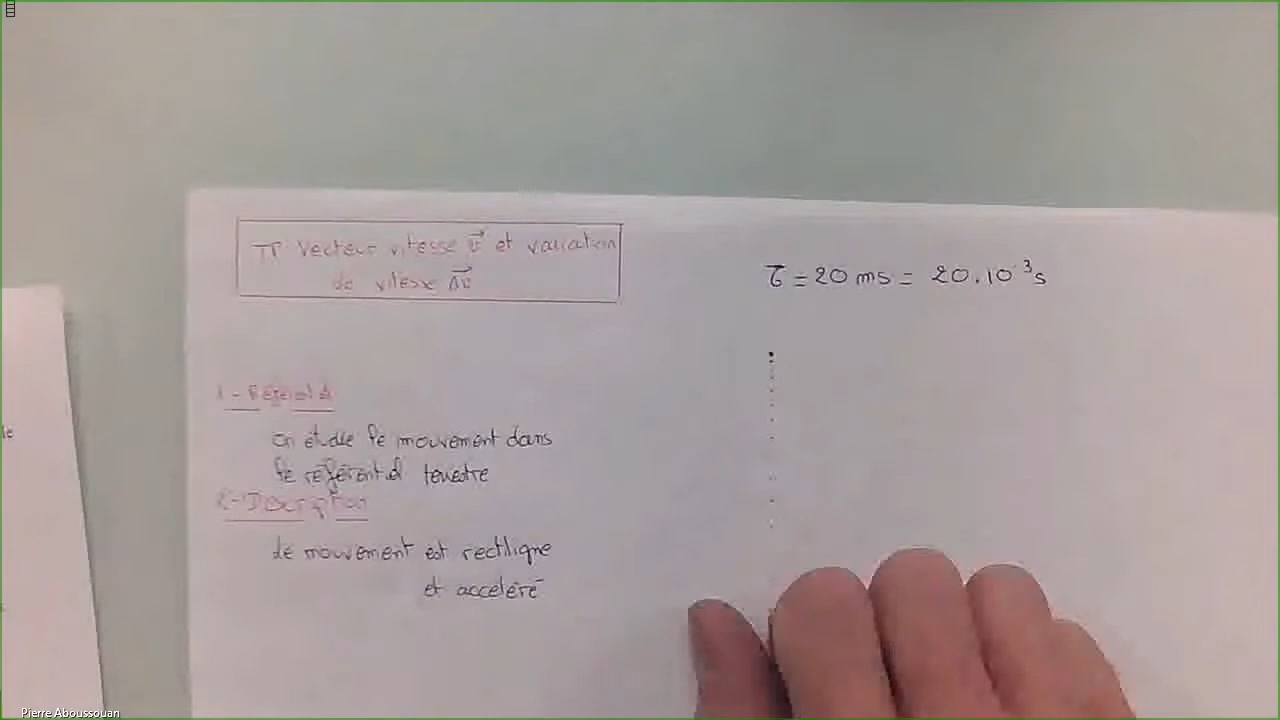 TP Vecteur vitesse v⃗ et variation
de vitesse Δv⃗
τ = 20 ms = 20.10⁻³s
1 - Référentiel
on étudie le mouvement dans
le référentiel terrestre
2 - Description
le mouvement est rectiligne
et accéléré
le
Pierre Aboussouan